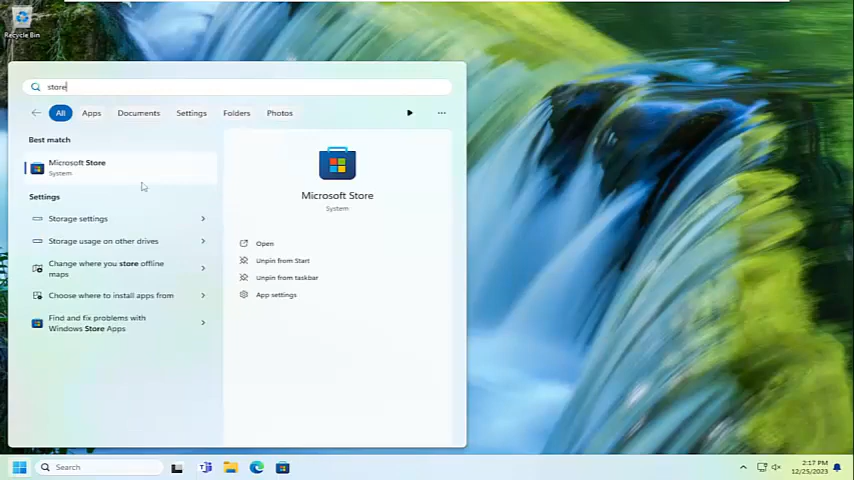 Recycle Bin
store
All Apps Documents Settings Folders Photos
Best match
Microsoft Store
System
Settings
Storage settings
Storage usage on other drives
Change where you store offline
maps
Choose where to install apps from
Find and fix problems with
Windows Store Apps
Microsoft Store
System
Open
Unpin from Start
Unpin from taskbar
App settings
Search
2:17 PM
12/25/2023